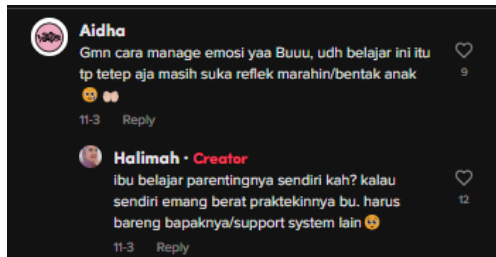 Aidha
Gmn cara manage emosi yaa Buuu, udh belajar ini itu
tp tetep aja masih suka reflek marahin/bentak anak
9
11-3 Reply
Halimah · Creator
ibu belajar parentingnya sendiri kah? kalau
sendiri emang berat praktekinnya bu. harus
bareng bapaknya/support system lain 🥺
12
11-3 Reply